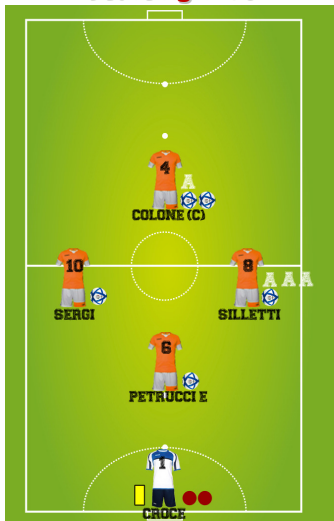 4
A
COLONE (C)
10
8
A A A
SERGI
SILLETTI
6
PETRUCCI E
1
CROCE